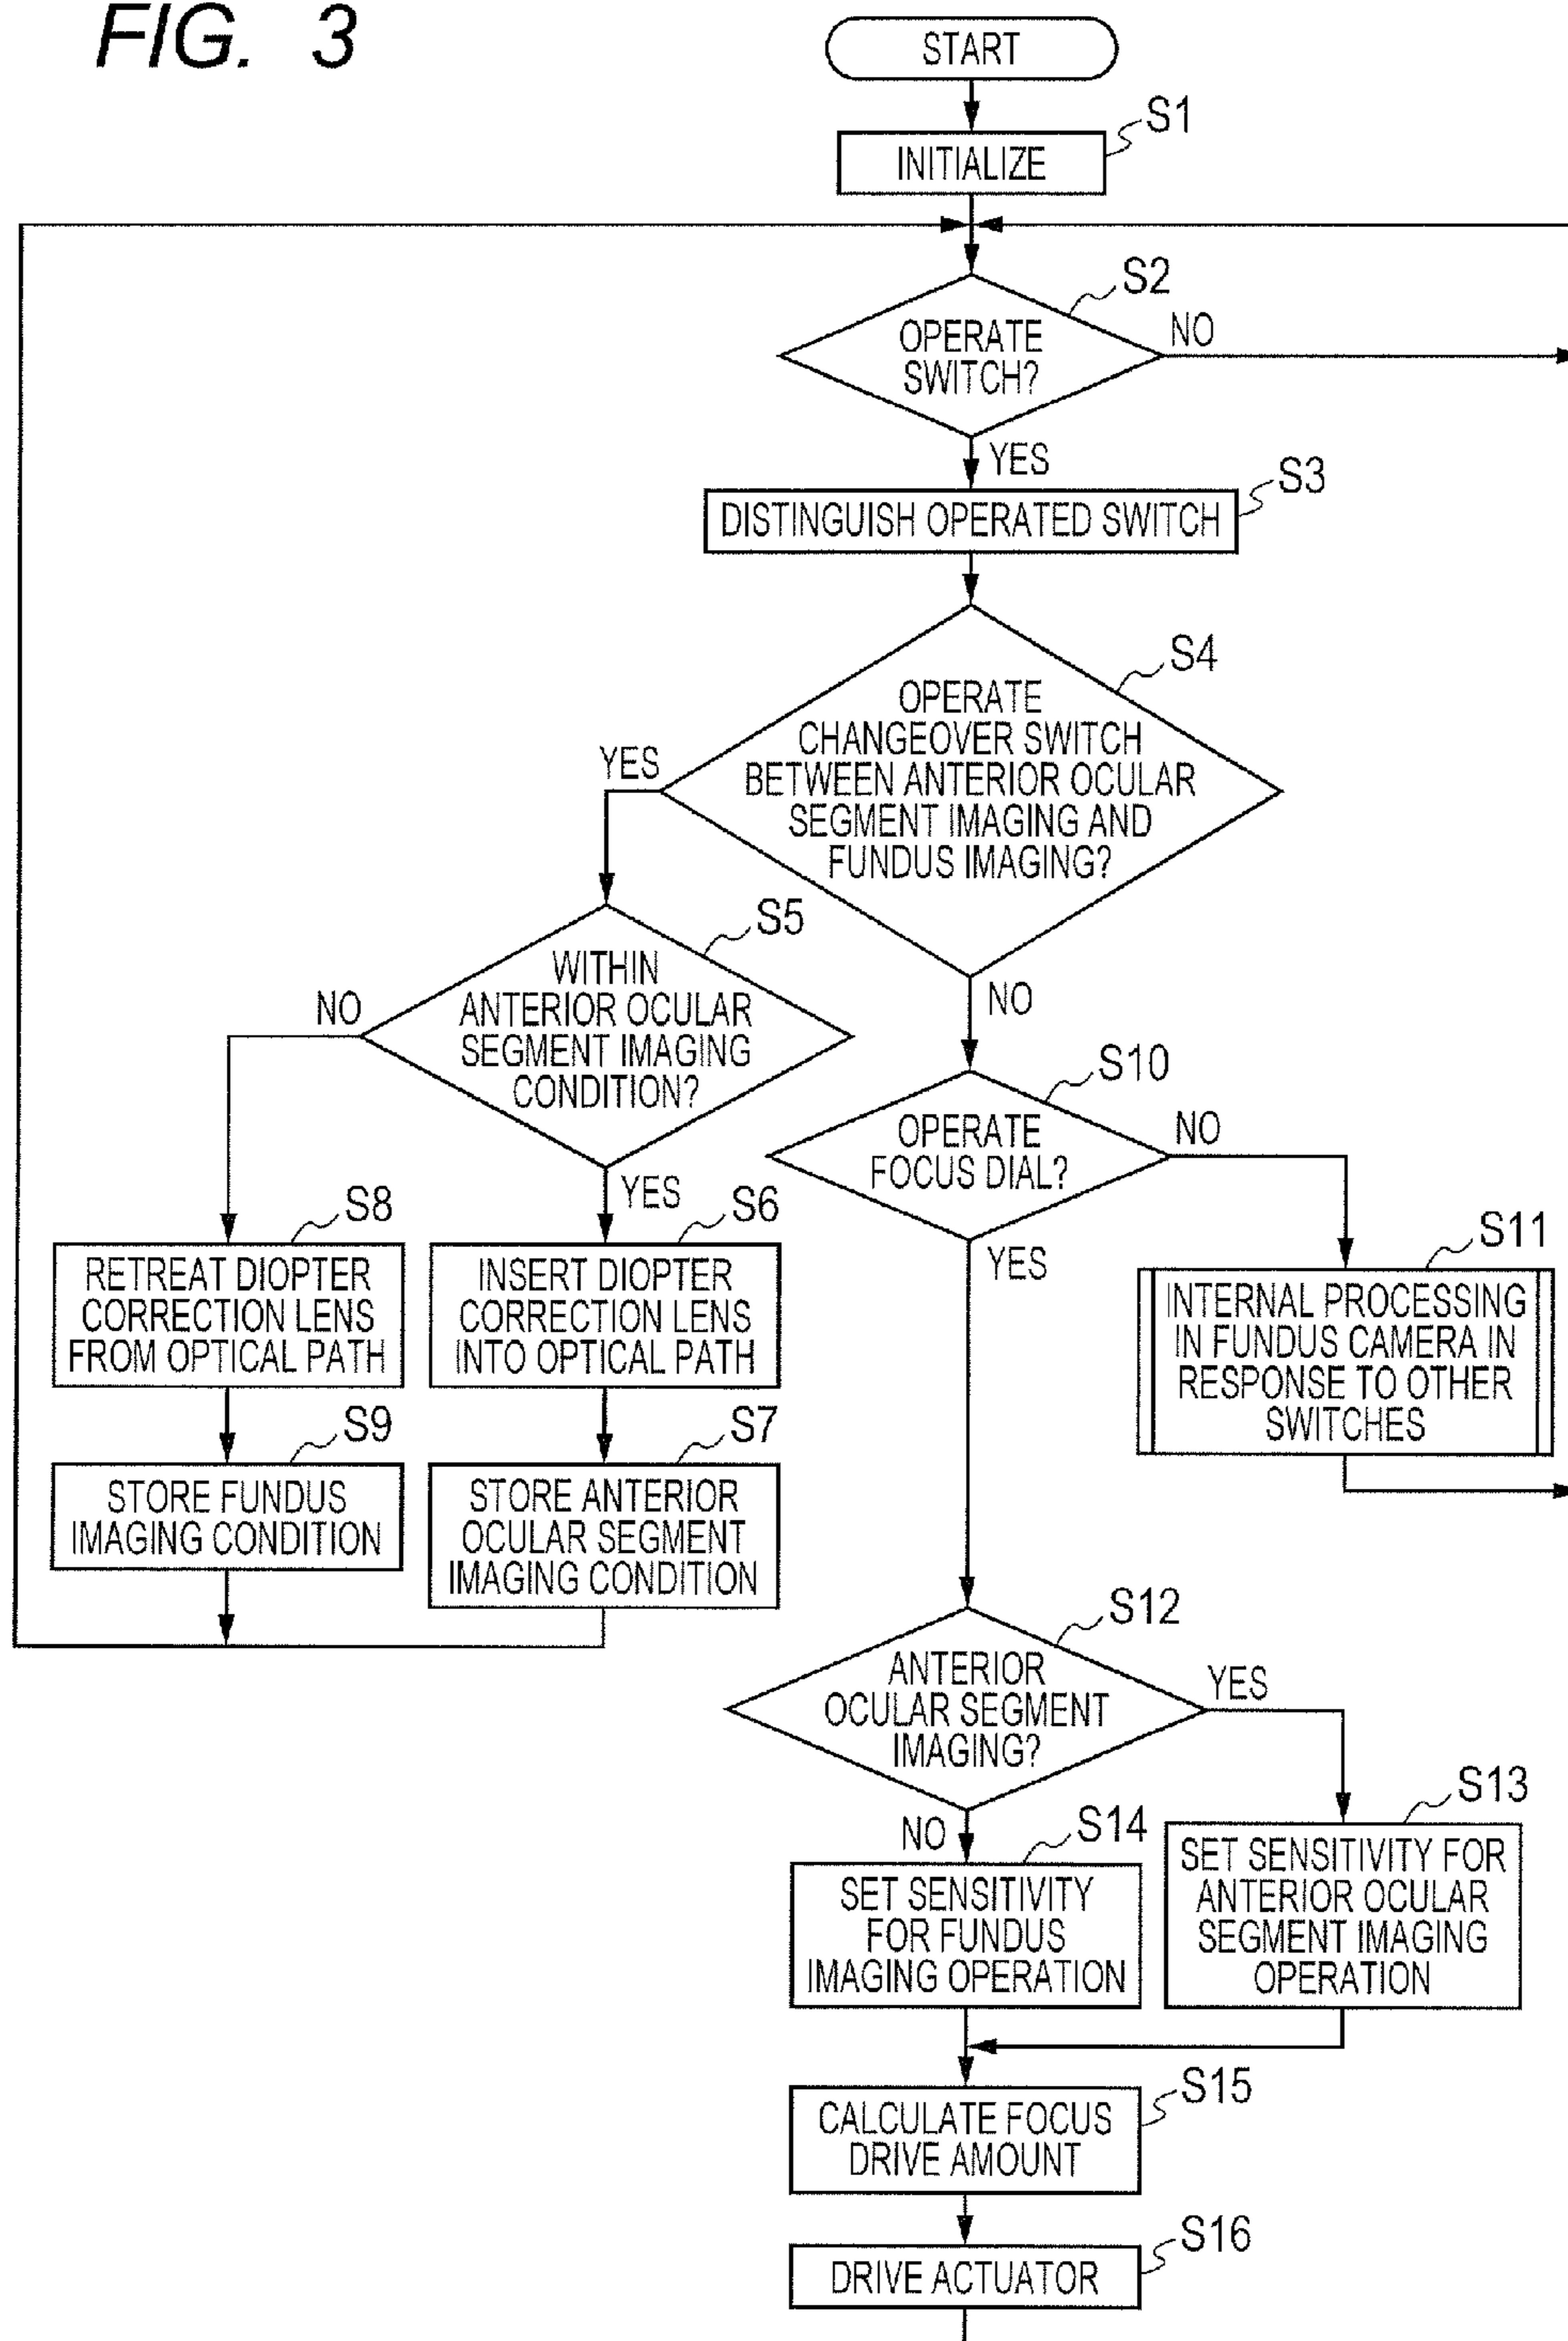 FIG. 3
START
S1
INITIALIZE
S2
OPERATE
SWITCH?
NO
YES
S3
DISTINGUISH OPERATED SWITCH
S4
OPERATE
CHANGEOVER SWITCH
BETWEEN ANTERIOR OCULAR
SEGMENT IMAGING AND
FUNDUS IMAGING?
YES
NO
S5
WITHIN
ANTERIOR OCULAR
SEGMENT IMAGING
CONDITION?
NO
YES
S8
RETREAT DIOPTER
CORRECTION LENS
FROM OPTICAL PATH
S9
STORE FUNDUS
IMAGING CONDITION
S6
INSERT DIOPTER
CORRECTION LENS
INTO OPTICAL PATH
S7
STORE ANTERIOR
OCULAR SEGMENT
IMAGING CONDITION
S10
OPERATE
FOCUS DIAL?
NO
YES
S11
INTERNAL PROCESSING
IN FUNDUS CAMERA IN
RESPONSE TO OTHER
SWITCHES
S12
ANTERIOR
OCULAR SEGMENT
IMAGING?
YES
NO
S14
SET SENSITIVITY
FOR FUNDUS
IMAGING OPERATION
S13
SET SENSITIVITY FOR
ANTERIOR OCULAR
SEGMENT IMAGING
OPERATION
S15
CALCULATE FOCUS
DRIVE AMOUNT
S16
DRIVE ACTUATOR